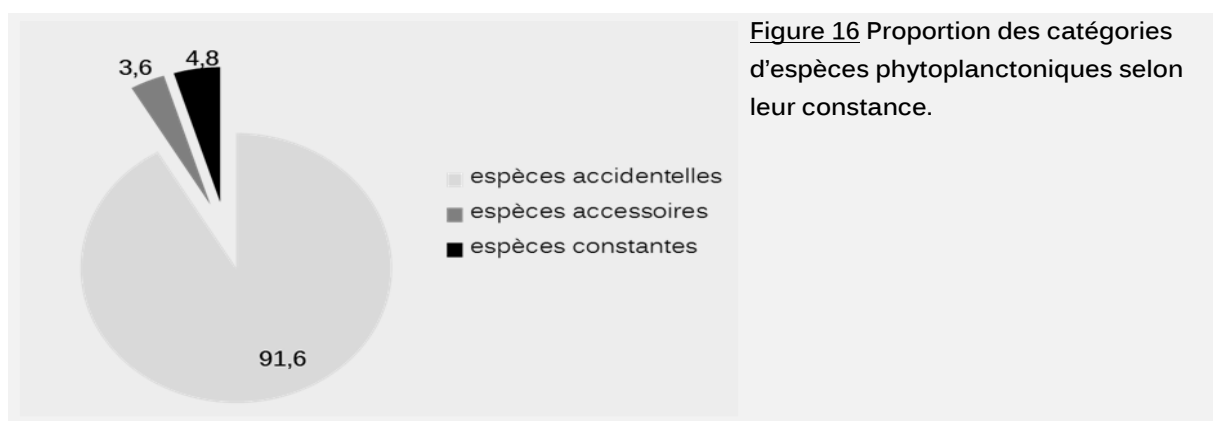 3,6
4,8
91,6
espèces accidentelles
espèces accessoires
espèces constantes
Figure 16 Proportion des catégories
d'espèces phytoplanctoniques selon
leur constance.